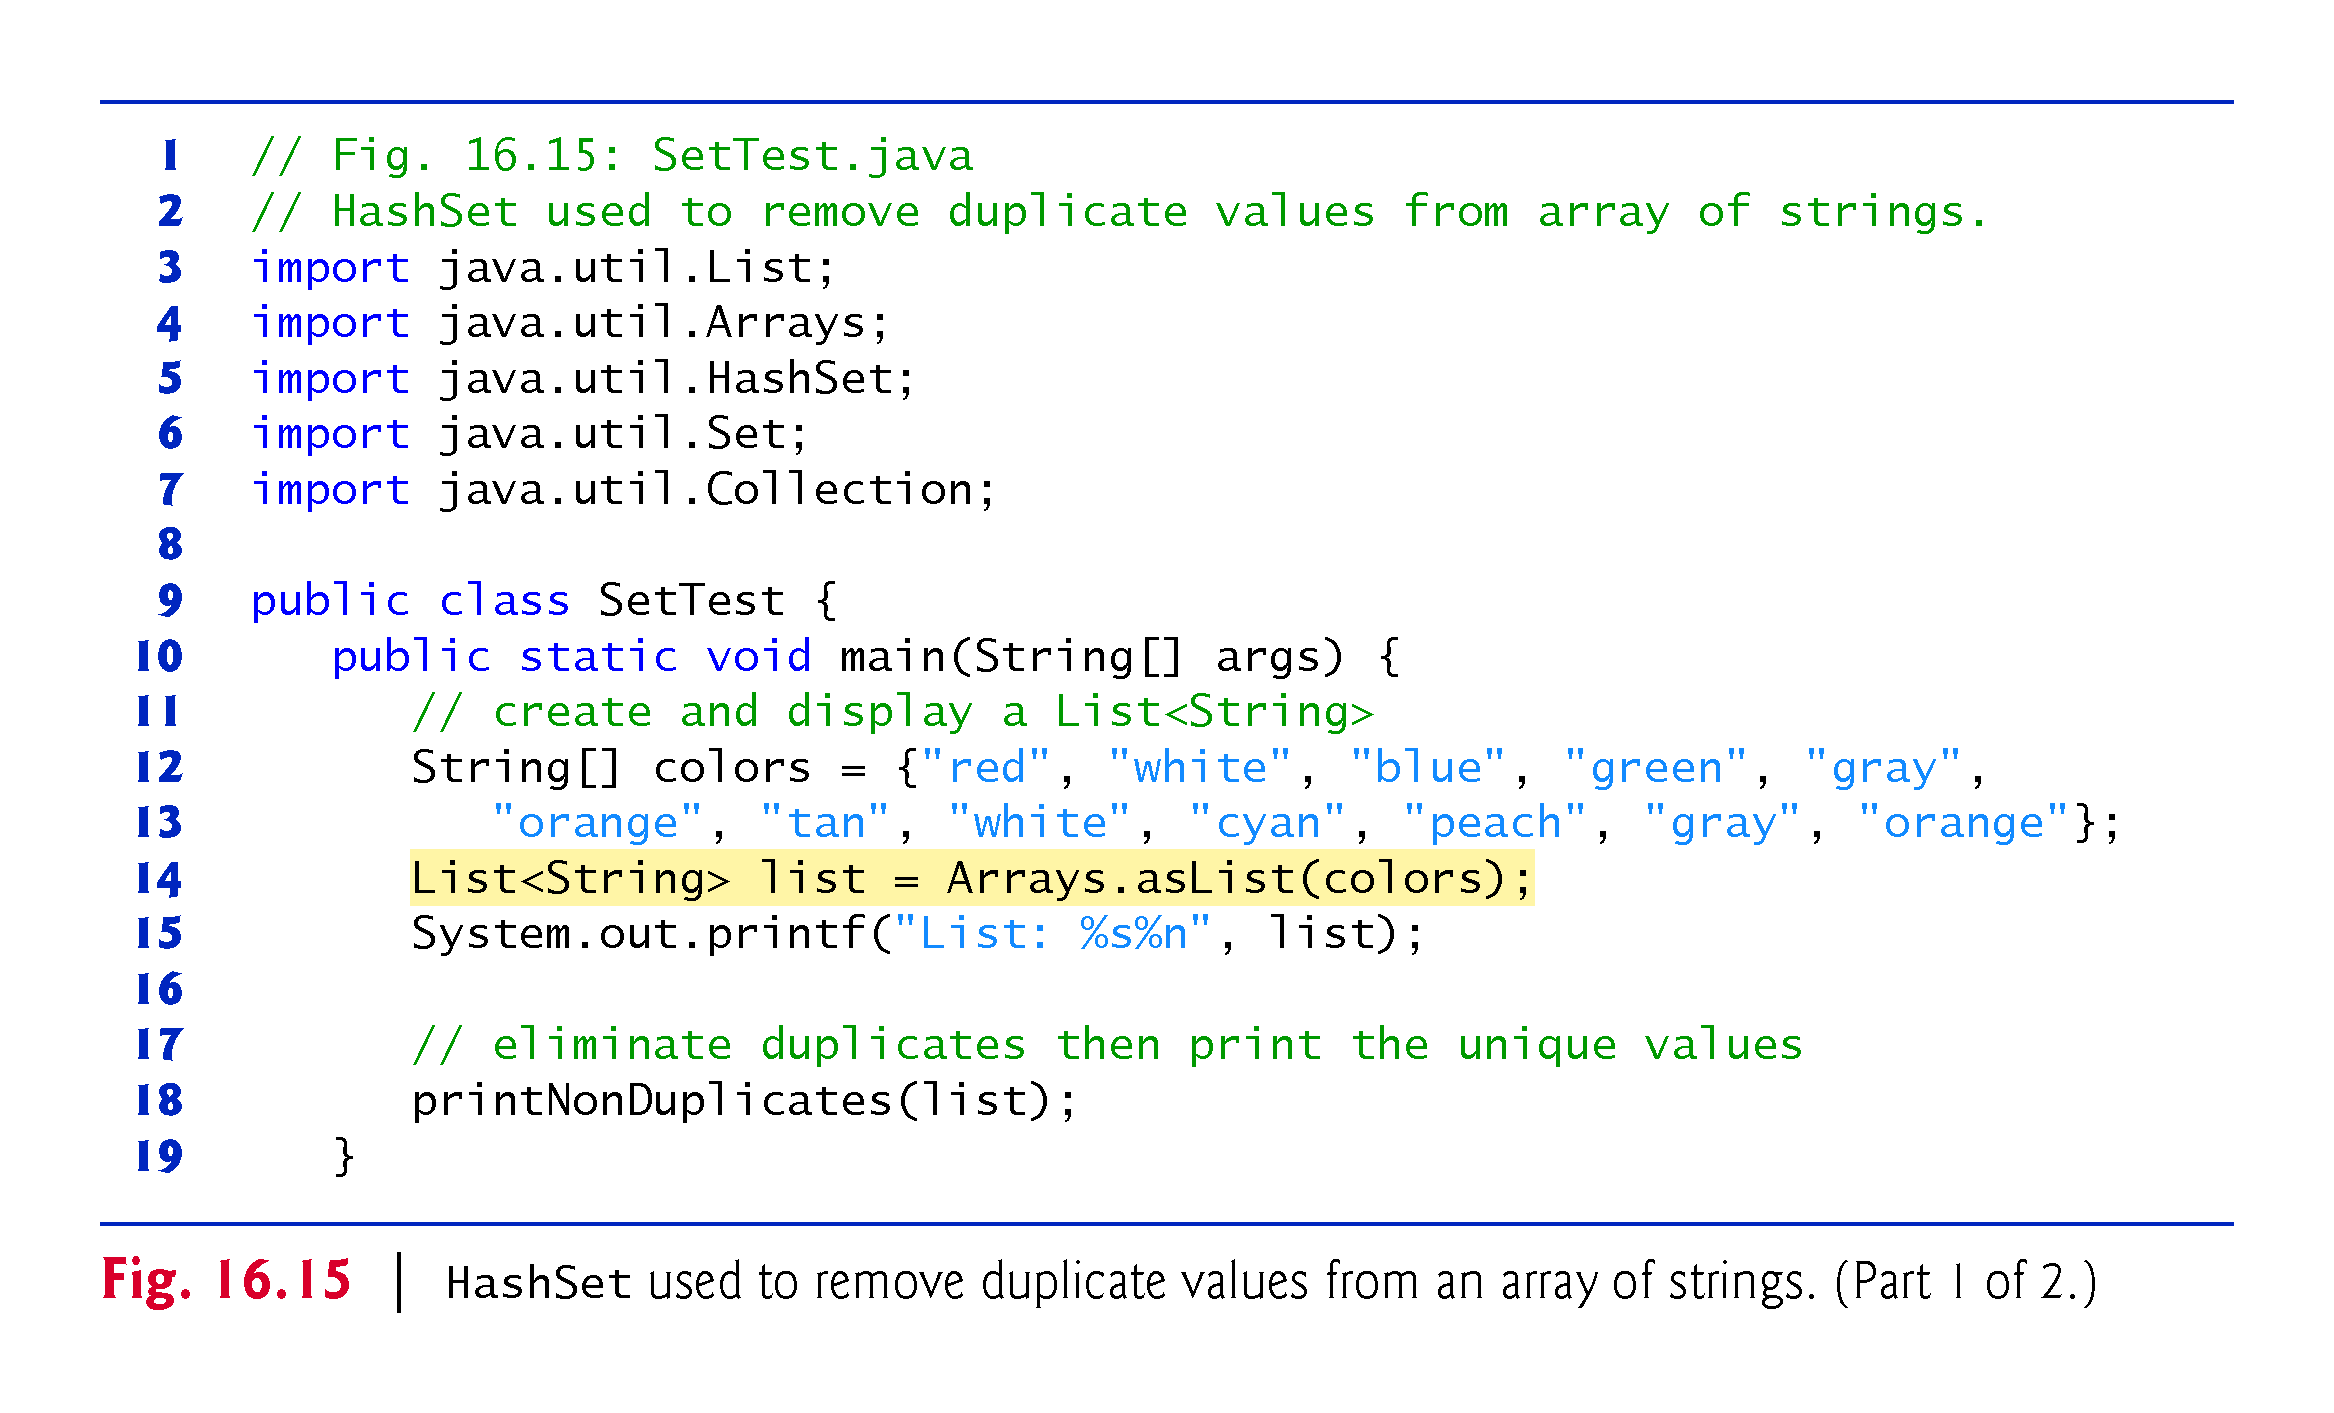 1 // Fig. 16.15: SetTest.java
2 // HashSet used to remove duplicate values from array of strings.
3 import java.util.List;
4 import java.util.Arrays;
5 import java.util.HashSet;
6 import java.util.Set;
7 import java.util.Collection;
8
9 public class SetTest {
10 public static void main(String[] args) {
11 // create and display a List<String>
12 String[] colors = {"red", "white", "blue", "green", "gray",
13 "orange", "tan", "white", "cyan", "peach", "gray", "orange"};
14 List<String> list = Arrays.asList(colors);
15 System.out.printf("List: %s%n", list);
16
17 // eliminate duplicates then print the unique values
18 printNonDuplicates(list);
19 }
Fig. 16.15 | HashSet used to remove duplicate values from an array of strings. (Part 1 of 2.)